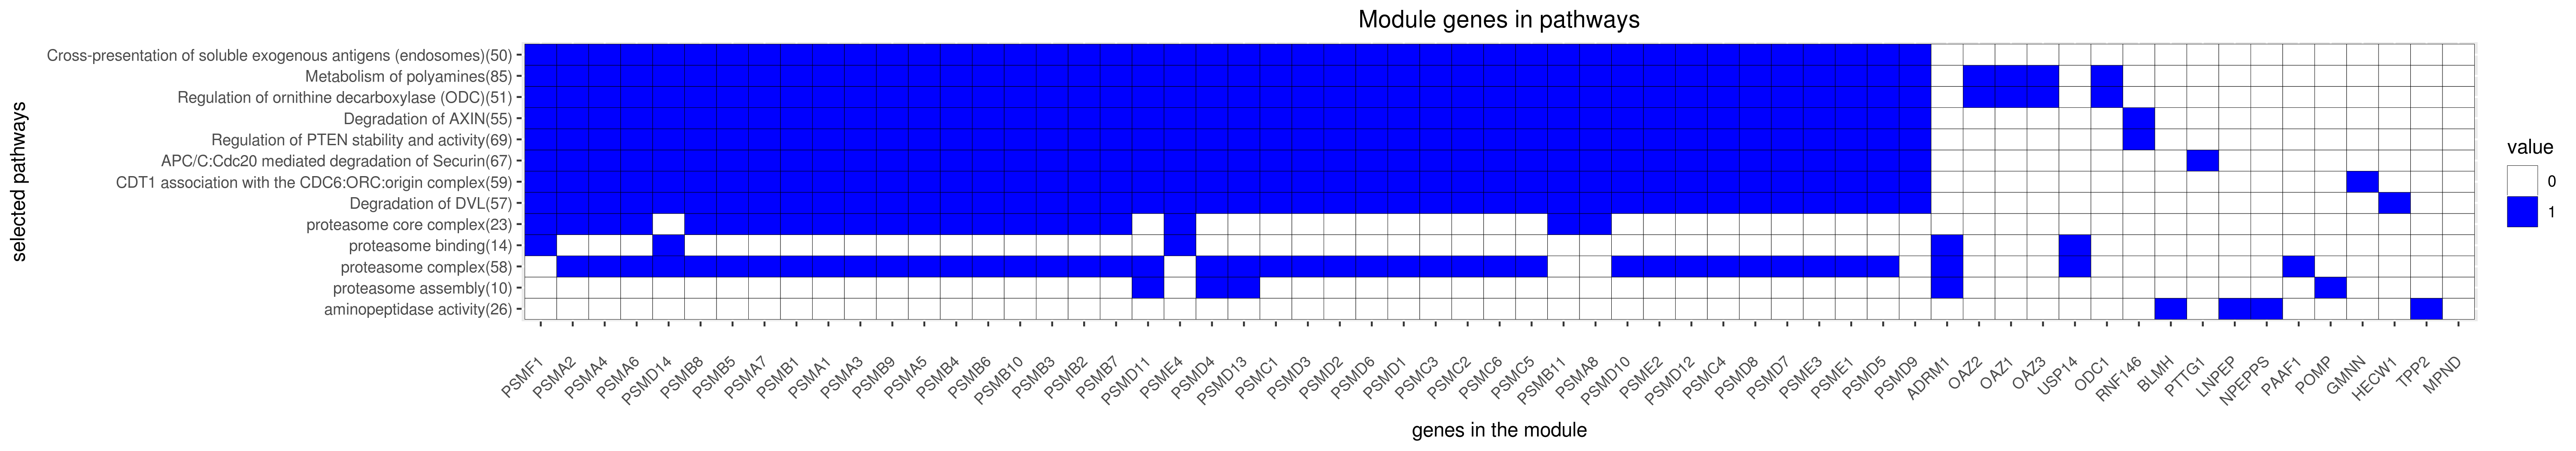 Module genes in pathways
selected pathways
Cross-presentation of soluble exogenous antigens (endosomes)(50)
Metabolism of polyamines(85)
Regulation of ornithine decarboxylase (ODC)(51)
Degradation of AXIN(55)
Regulation of PTEN stability and activity(69)
APC/C:Cdc20 mediated degradation of Securin(67)
CDT1 association with the CDC6:ORC:origin complex(59)
Degradation of DVL(57)
proteasome core complex(23)
proteasome binding(14)
proteasome complex(58)
proteasome assembly(10)
aminopeptidase activity(26)
value
0
1
PSMF1
PSMA2
PSMA4
PSMA6
PSMD14
PSMB8
PSMB5
PSMA7
PSMB1
PSMA1
PSMA3
PSMB9
PSMA5
PSMB4
PSMB6
PSMB10
PSMB3
PSMB2
PSMB7
PSMD11
PSME4
PSMD4
PSMD13
PSMC1
PSMD3
PSMD2
PSMD6
PSMD1
PSMC3
PSMC2
PSMC6
PSMC5
PSMB11
PSMA8
PSMD10
PSME2
PSMD12
PSMC4
PSMD8
PSMD7
PSME3
PSME1
PSMD5
PSMD9
ADRM1
OAZ2
OAZ1
OAZ3
USP14
ODC1
RNF146
BLMH
PTTG1
LNPEP
NPEPPS
PAAF1
POMP
GMNN
HECW1
TPP2
MPND
genes in the module